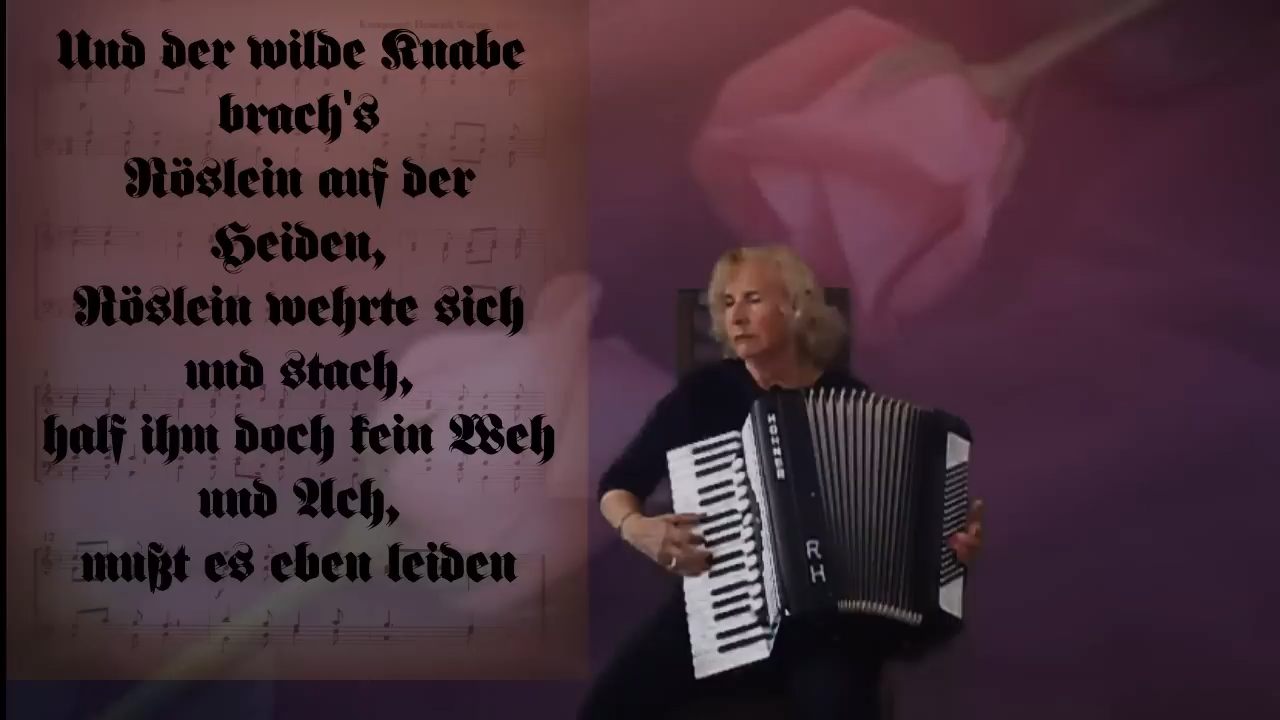 Und der wilde Knabe
brach's
Röslein auf der
Heiden,
Röslein wehrte sich
und stach,
half ihm doch kein Weh
und Ach,
mußt es eben leiden
HOHNER
RH